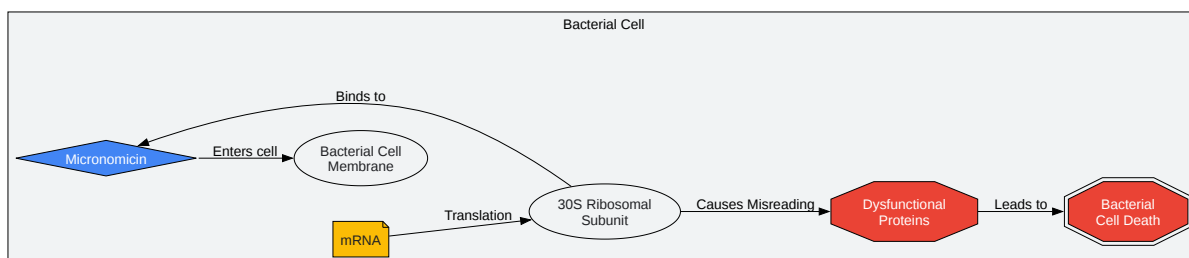 Bacterial Cell
Binds to
Micronomicin
Enters cell
Bacterial Cell
Membrane
mRNA
Translation
30S Ribosomal
Subunit
Causes Misreading
Dysfunctional
Proteins
Leads to
Bacterial
Cell Death